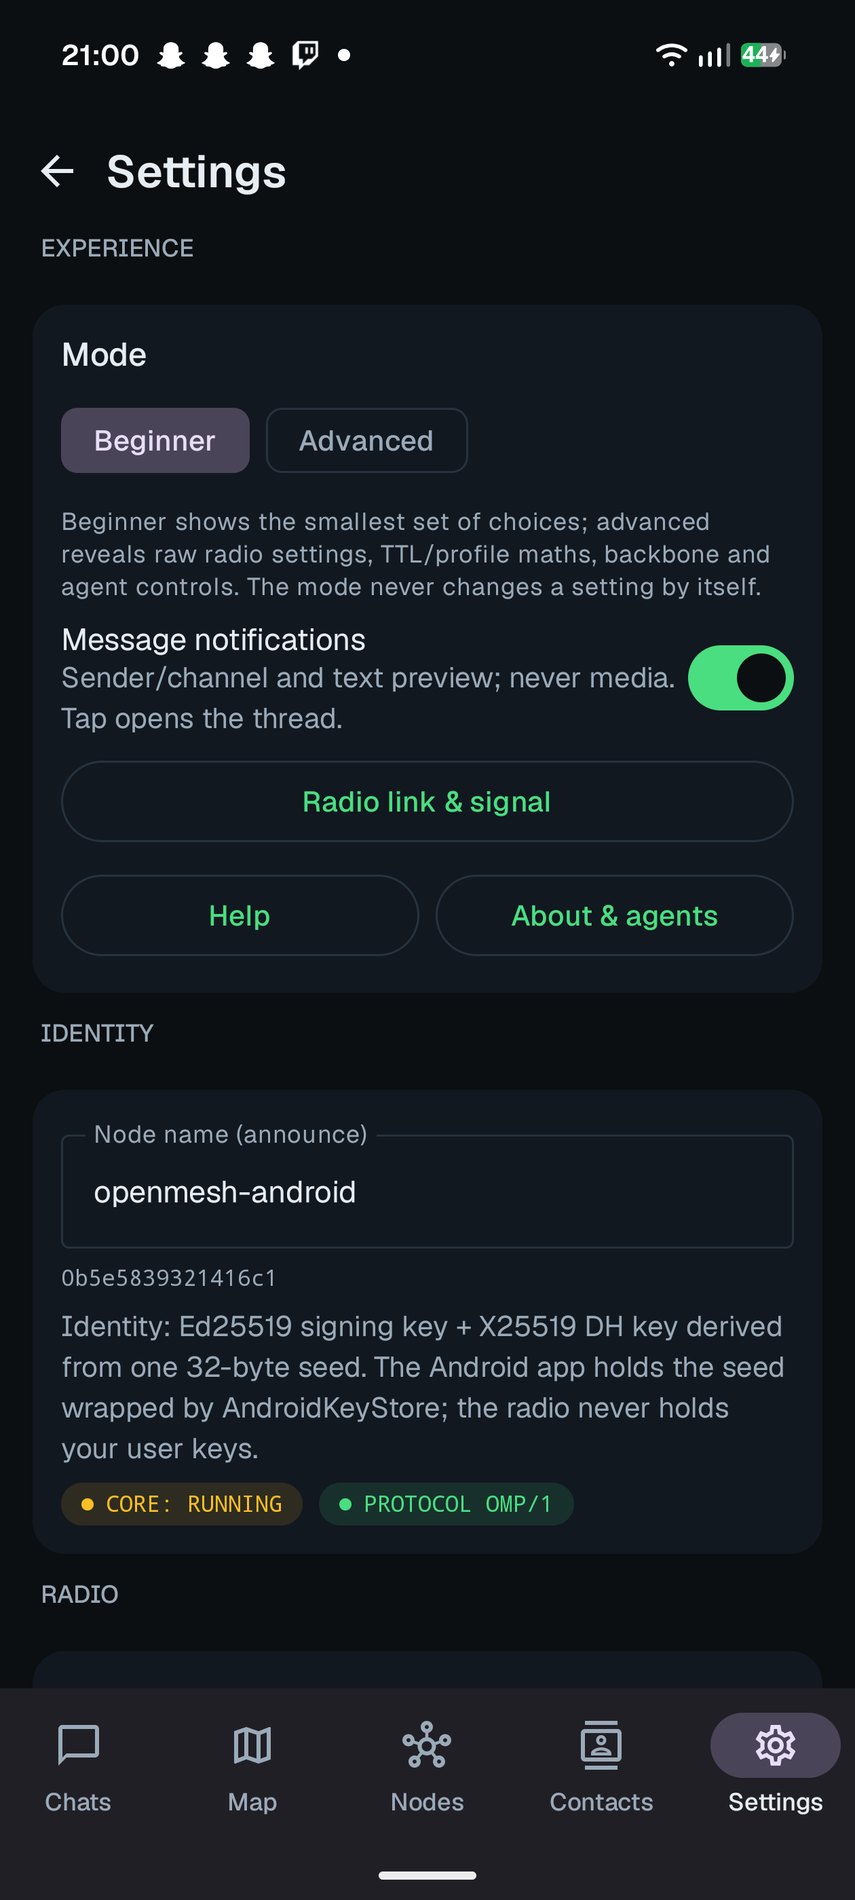 21:00
44
Settings
EXPERIENCE
Mode
Beginner
Advanced
Beginner shows the smallest set of choices; advanced
reveals raw radio settings, TTL/profile maths, backbone and
agent controls. The mode never changes a setting by itself.
Message notifications
Sender/channel and text preview; never media.
Tap opens the thread.
Radio link & signal
Help
About & agents
IDENTITY
Node name (announce)
openmesh-android
0b5e5839321416c1
Identity: Ed25519 signing key + X25519 DH key derived
from one 32-byte seed. The Android app holds the seed
wrapped by AndroidKeyStore; the radio never holds
your user keys.
CORE: RUNNING
PROTOCOL OMP/1
RADIO
Chats
Map
Nodes
Contacts
Settings